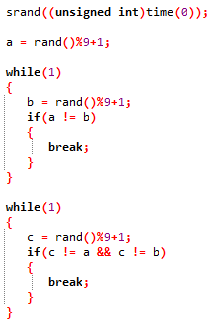 srand((unsigned int)time(0));
a = rand()%9+1;
while(1)
{
b = rand()%9+1;
if(a != b)
{
break;
}
}
while(1)
{
c = rand()%9+1;
if(c != a && c != b)
{
break;
}
}